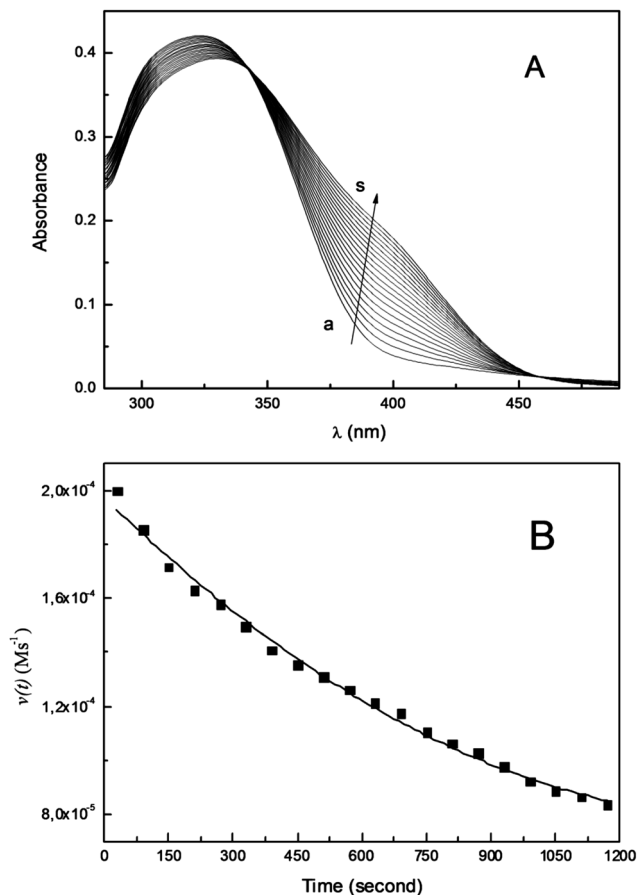 A
0.4
0.3
0.2
0.1
0.0
Absorbance
s
a
300 350 400 450
λ (nm)
B
2,0x10⁻⁴
1,6x10⁻⁴
1,2x10⁻⁴
8,0x10⁻⁵
v(t) (Ms⁻¹)
0 150 300 450 600 750 900 1050 1200
Time (second)